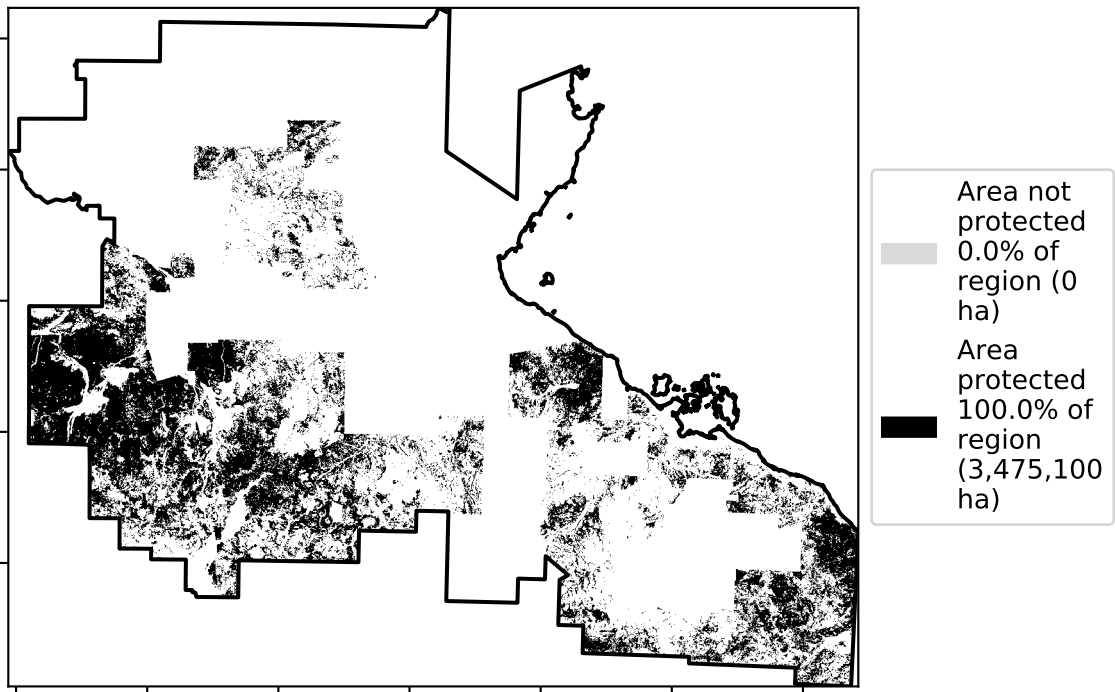 Area not
protected
0.0% of
region (0
ha)
Area
protected
100.0% of
region
(3,475,100
ha)